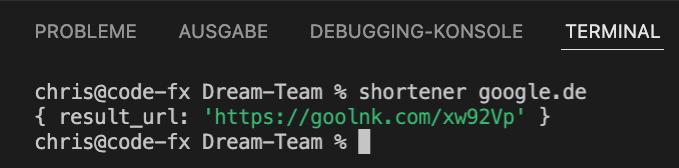 PROBLEME AUSGABE DEBUGGING-KONSOLE TERMINAL
chris@code-fx Dream-Team % shortener google.de
{ result_url: 'https://goolnk.com/xw92Vp' }
chris@code-fx Dream-Team %